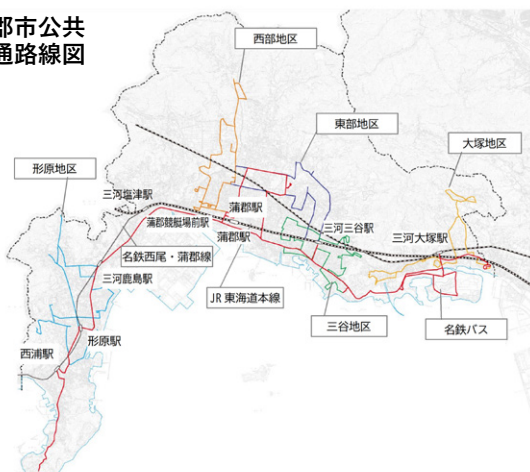 郡市公共
通路線図
西部地区
東部地区
大塚地区
形原地区
三河塩津駅
蒲郡駅
蒲郡競艇場前駅
蒲郡駅
三河三谷駅
三河大塚駅
名鉄西尾・蒲郡線
三河鹿島駅
JR東海道本線
三谷地区
名鉄バス
西浦駅
形原駅